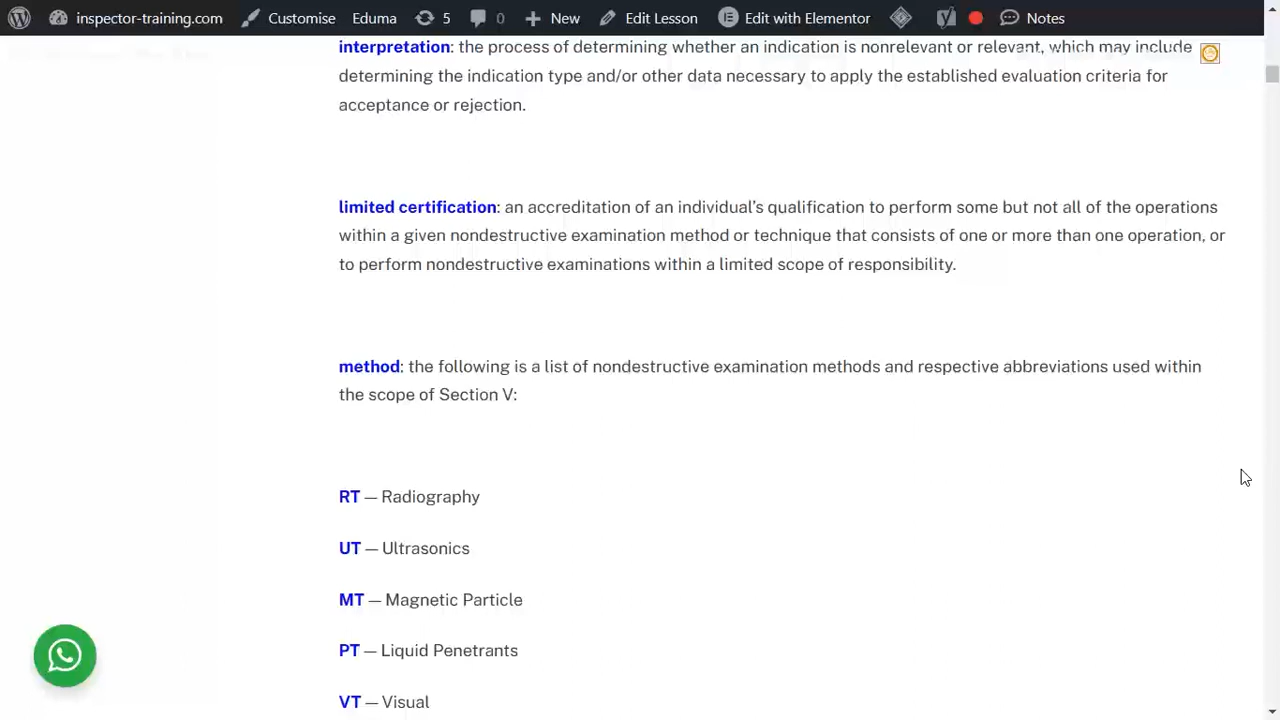 inspector-training.com Customise Eduma 5 0 New Edit Lesson Edit with Elementor Notes
interpretation: the process of determining whether an indication is nonrelevant or relevant, which may include
determining the indication type and/or other data necessary to apply the established evaluation criteria for
acceptance or rejection.
limited certification: an accreditation of an individual's qualification to perform some but not all of the operations
within a given nondestructive examination method or technique that consists of one or more than one operation, or
to perform nondestructive examinations within a limited scope of responsibility.
method: the following is a list of nondestructive examination methods and respective abbreviations used within
the scope of Section V:
RT — Radiography
UT — Ultrasonics
MT — Magnetic Particle
PT — Liquid Penetrants
VT — Visual